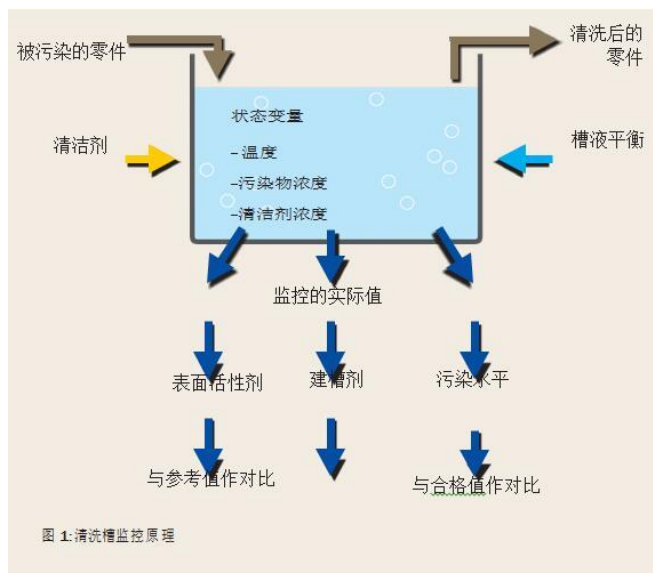 被污染的零件
清洗后的
零件
清洁剂
槽液平衡
状态变量
-温度
-污染物浓度
-清洁剂浓度
监控的实际值
表面活性剂
建槽剂
污染水平
与参考值作对比
与合格值作对比
图 1:清洗槽监控原理